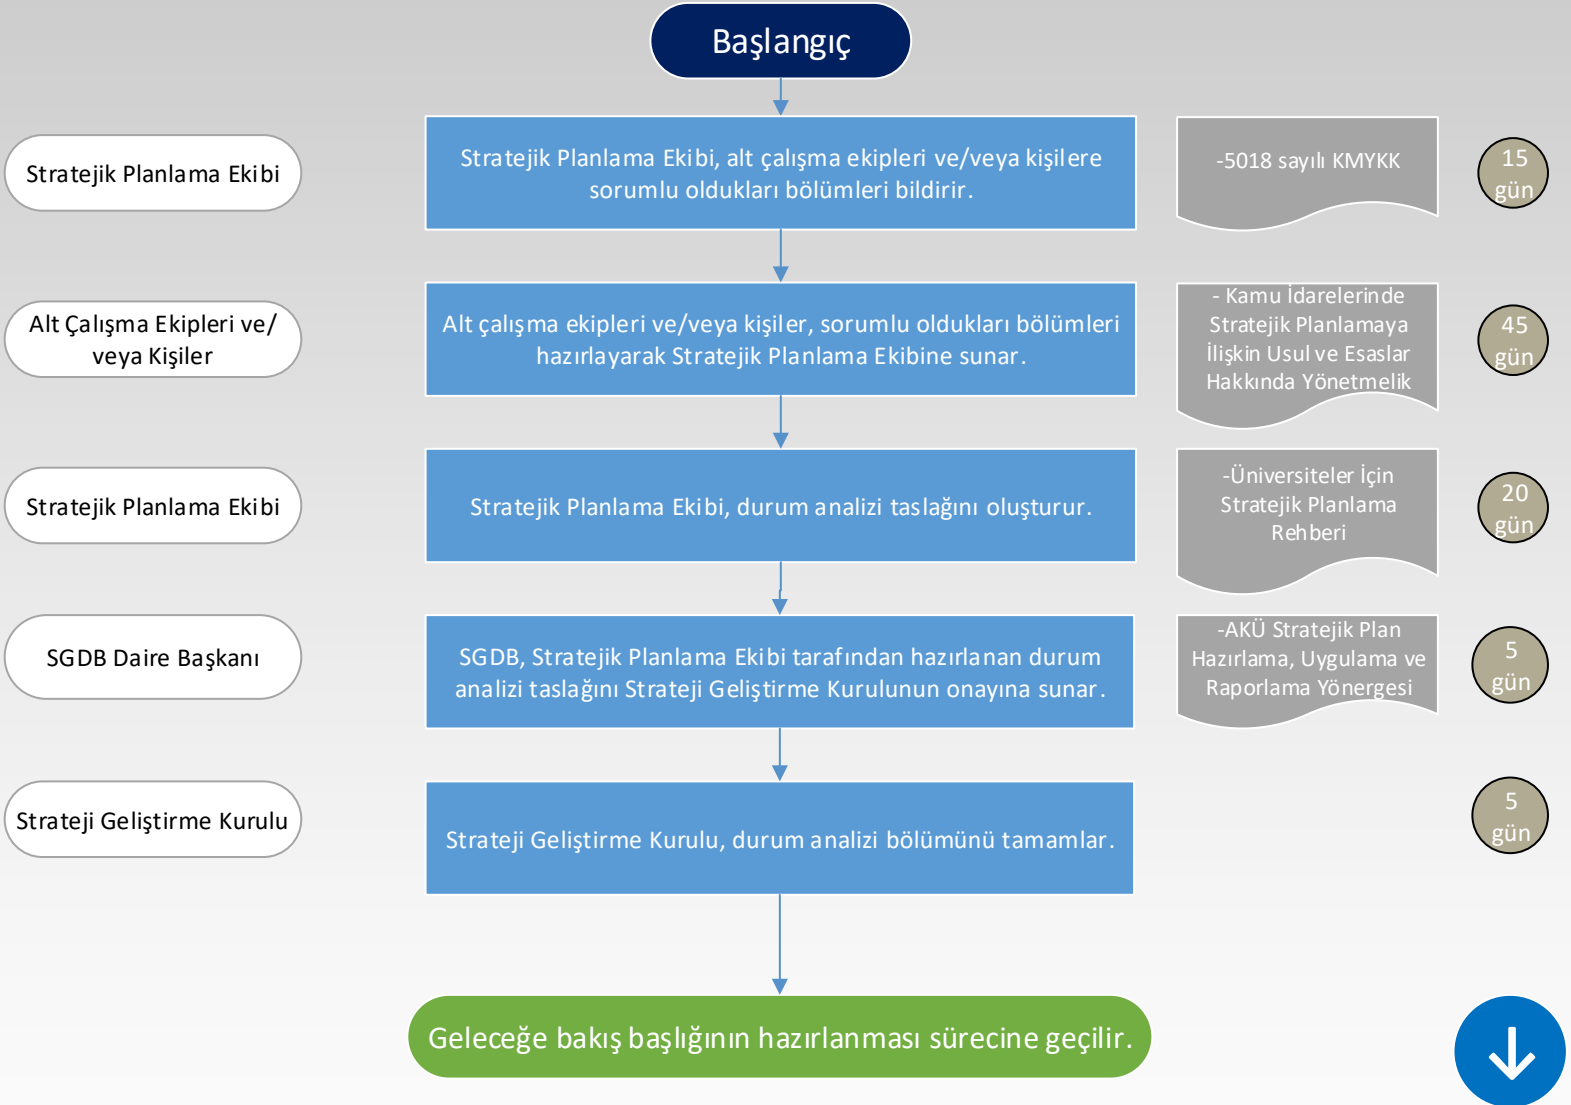 Başlangıç
Stratejik Planlama Ekibi
Stratejik Planlama Ekibi, alt çalışma ekipleri ve/veya kişilere
sorumlu oldukları bölümleri bildirir.
-5018 sayılı KMYKK
15
gün
Alt Çalışma Ekipleri ve/
veya Kişiler
Alt çalışma ekipleri ve/veya kişiler, sorumlu oldukları bölümleri
hazırlayarak Stratejik Planlama Ekibine sunar.
- Kamu İdarelerinde
Stratejik Planlamaya
İlişkin Usul ve Esaslar
Hakkında Yönetmelik
45
gün
Stratejik Planlama Ekibi
Stratejik Planlama Ekibi, durum analizi taslağını oluşturur.
-Üniversiteler İçin
Stratejik Planlama
Rehberi
20
gün
SGDB Daire Başkanı
SGDB, Stratejik Planlama Ekibi tarafından hazırlanan durum
analizi taslağını Strateji Geliştirme Kurulunun onayına sunar.
-AKÜ Stratejik Plan
Hazırlama, Uygulama ve
Raporlama Yönergesi
5
gün
Strateji Geliştirme Kurulu
Strateji Geliştirme Kurulu, durum analizi bölümünü tamamlar.
5
gün
Geleceğe bakış başlığının hazırlanması sürecine geçilir.